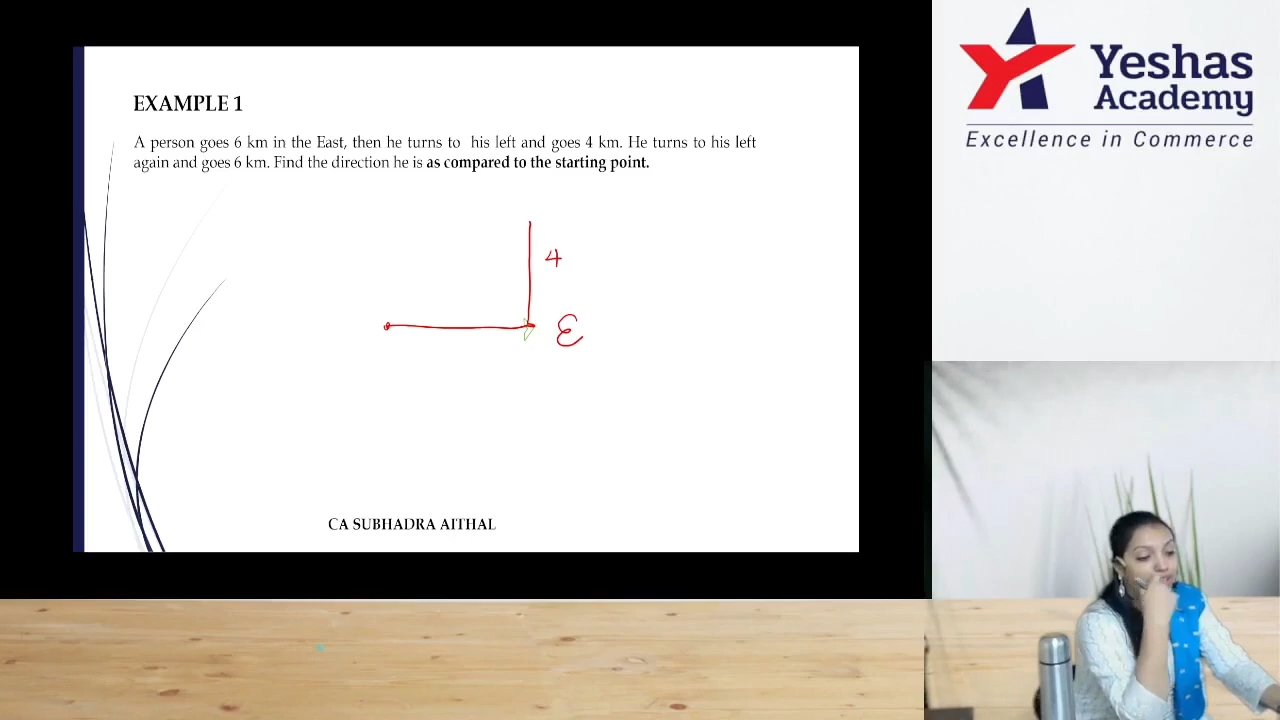 EXAMPLE 1
A person goes 6 km in the East, then he turns to his left and goes 4 km. He turns to his left
again and goes 6 km. Find the direction he is as compared to the starting point.
4
E
CA SUBHADRA AITHAL
Yeshas
Academy
Excellence in Commerce